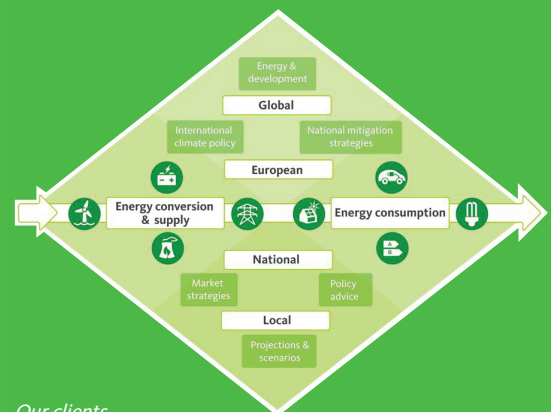 Energy &
development
Global
International
climate policy
National mitigation
strategies
European
Energy conversion
& supply
Energy consumption
A
B
National
Market
strategies
Policy
advice
Local
Projections &
scenarios
Our clients